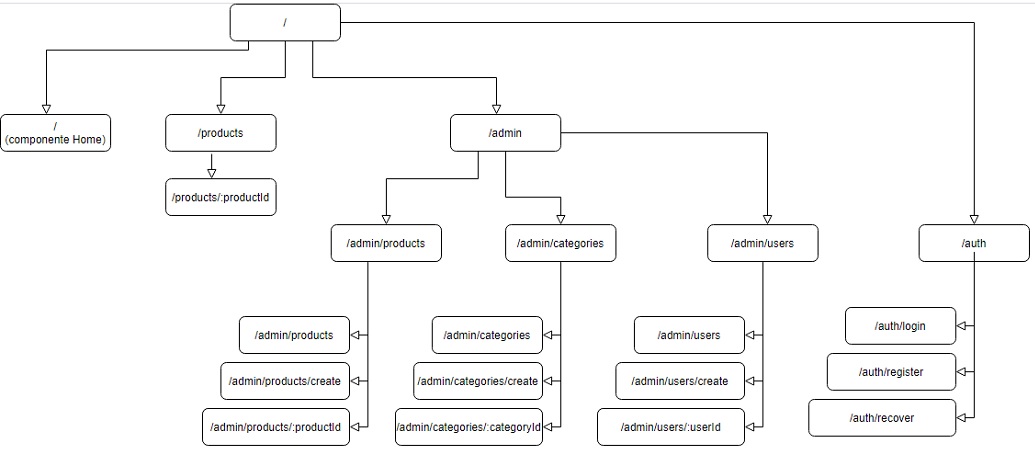 /
/
(componente Home)
/products
/admin
/products/:productId
/admin/products
/admin/categories
/admin/users
/auth
/admin/products
/admin/categories
/admin/users
/auth/login
/admin/products/create
/admin/categories/create
/admin/users/create
/auth/register
/admin/products/:productId
/admin/categories/:categoryId
/admin/users/:userId
/auth/recover